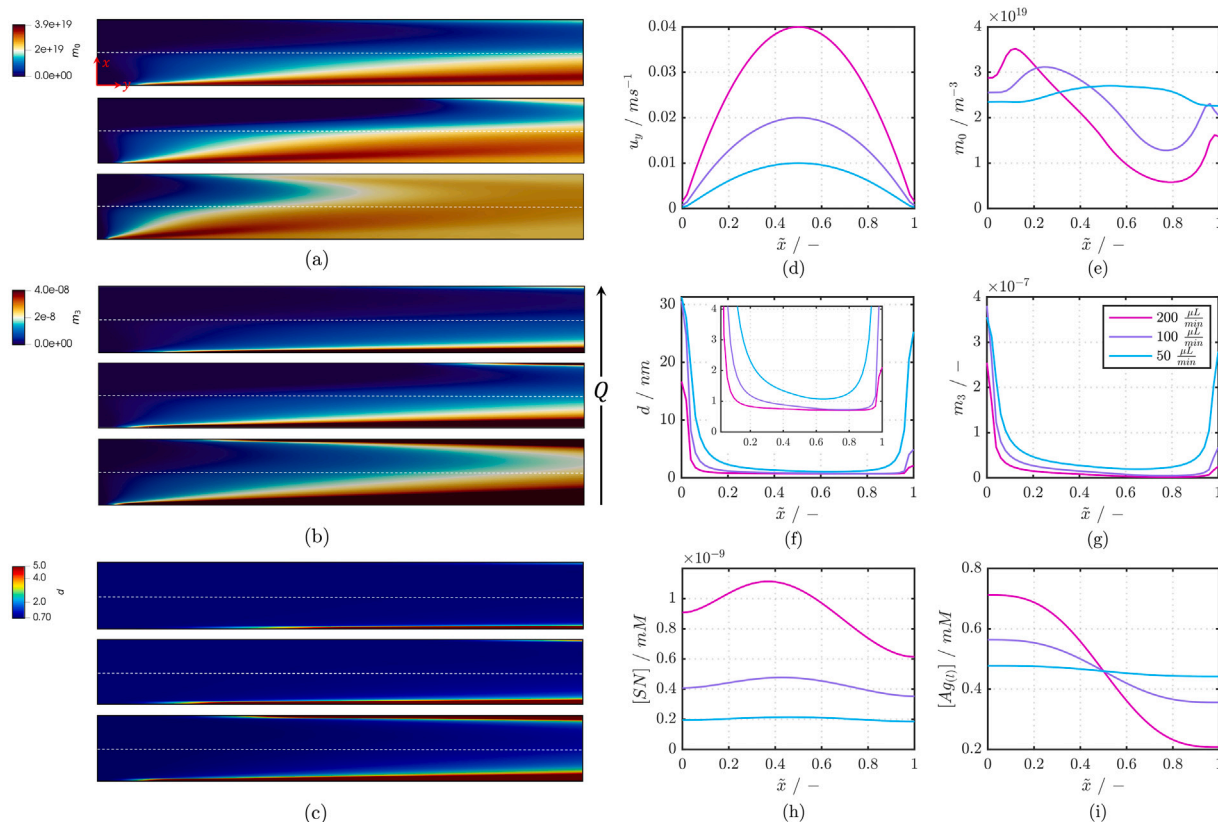 3.9e+19
2e+19
0.0e+00
m₀
x
y
(a)
4.0e-08
2e-8
0.0e+00
m₃
Q
(b)
5.0
4.0
2.0
0.70
d
(c)
0.04
0.03
0.02
0.01
0
u_y / ms⁻¹
0 0.2 0.4 0.6 0.8 1
x̃ / −
(d)
×10¹⁹
4
3
2
1
0
m₀ / m⁻³
0 0.2 0.4 0.6 0.8 1
x̃ / −
(e)
30
20
10
0
d / nm
4
3
2
1
0
0.2 0.4 0.6 0.8 1
0 0.2 0.4 0.6 0.8 1
x̃ / −
(f)
×10⁻⁷
4
3
2
1
0
m₃ / −
200 μL/min
100 μL/min
50 μL/min
0 0.2 0.4 0.6 0.8 1
x̃ / −
(g)
×10⁻⁹
1
0.8
0.6
0.4
0.2
0
[SN] / mM
0 0.2 0.4 0.6 0.8 1
x̃ / −
(h)
0.8
0.6
0.4
0.2
[Ag₍l₎] / mM
0 0.2 0.4 0.6 0.8 1
x̃ / −
(i)